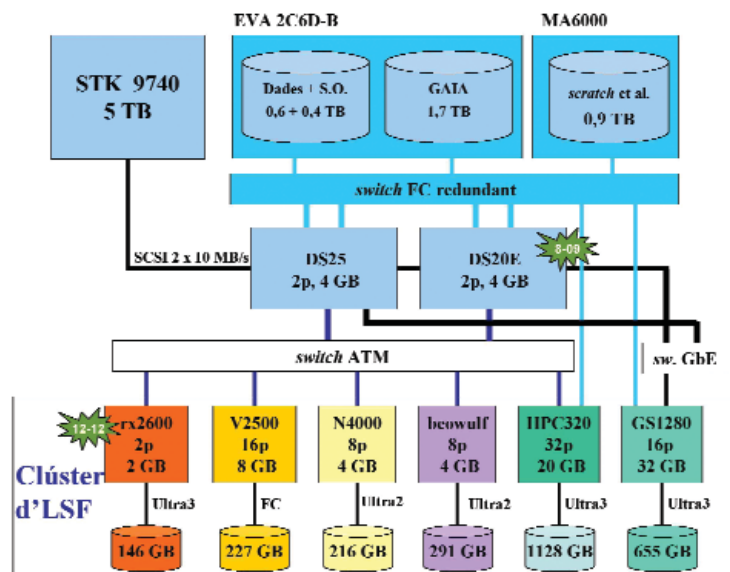 EVA 2C6D-B
MA6000
STK 9740
5 TB
Dades + S.O.
0,6 + 0,4 TB
GAIA
1,7 TB
scratch et al.
0,9 TB
switch FC redundant
SCSI 2 x 10 MB/s
DS25
2p, 4 GB
DS20E
2p, 4 GB
8-09
switch ATM
sw. GbE
12-12
rx2600
2p
2 GB
V2500
16p
8 GB
N4000
8p
4 GB
beowulf
8p
4 GB
HPC320
32p
20 GB
GS1280
16p
32 GB
Clúster
d'LSF
Ultra3
FC
Ultra2
Ultra2
Ultra3
Ultra3
146 GB
227 GB
216 GB
291 GB
1128 GB
655 GB